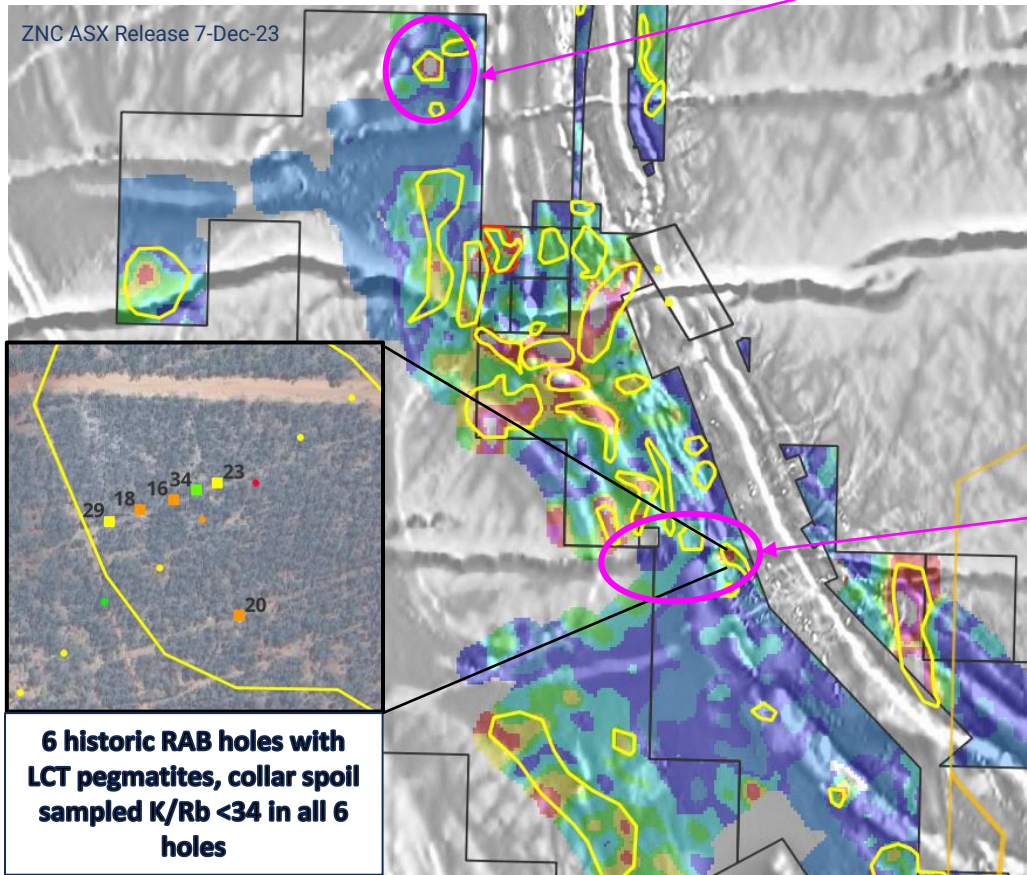 ZNC ASX Release 7-Dec-23
23
34
16
18
29
20
6 historic RAB holes with
LCT pegmatites, collar spoil
sampled K/Rb <34 in all 6
holes